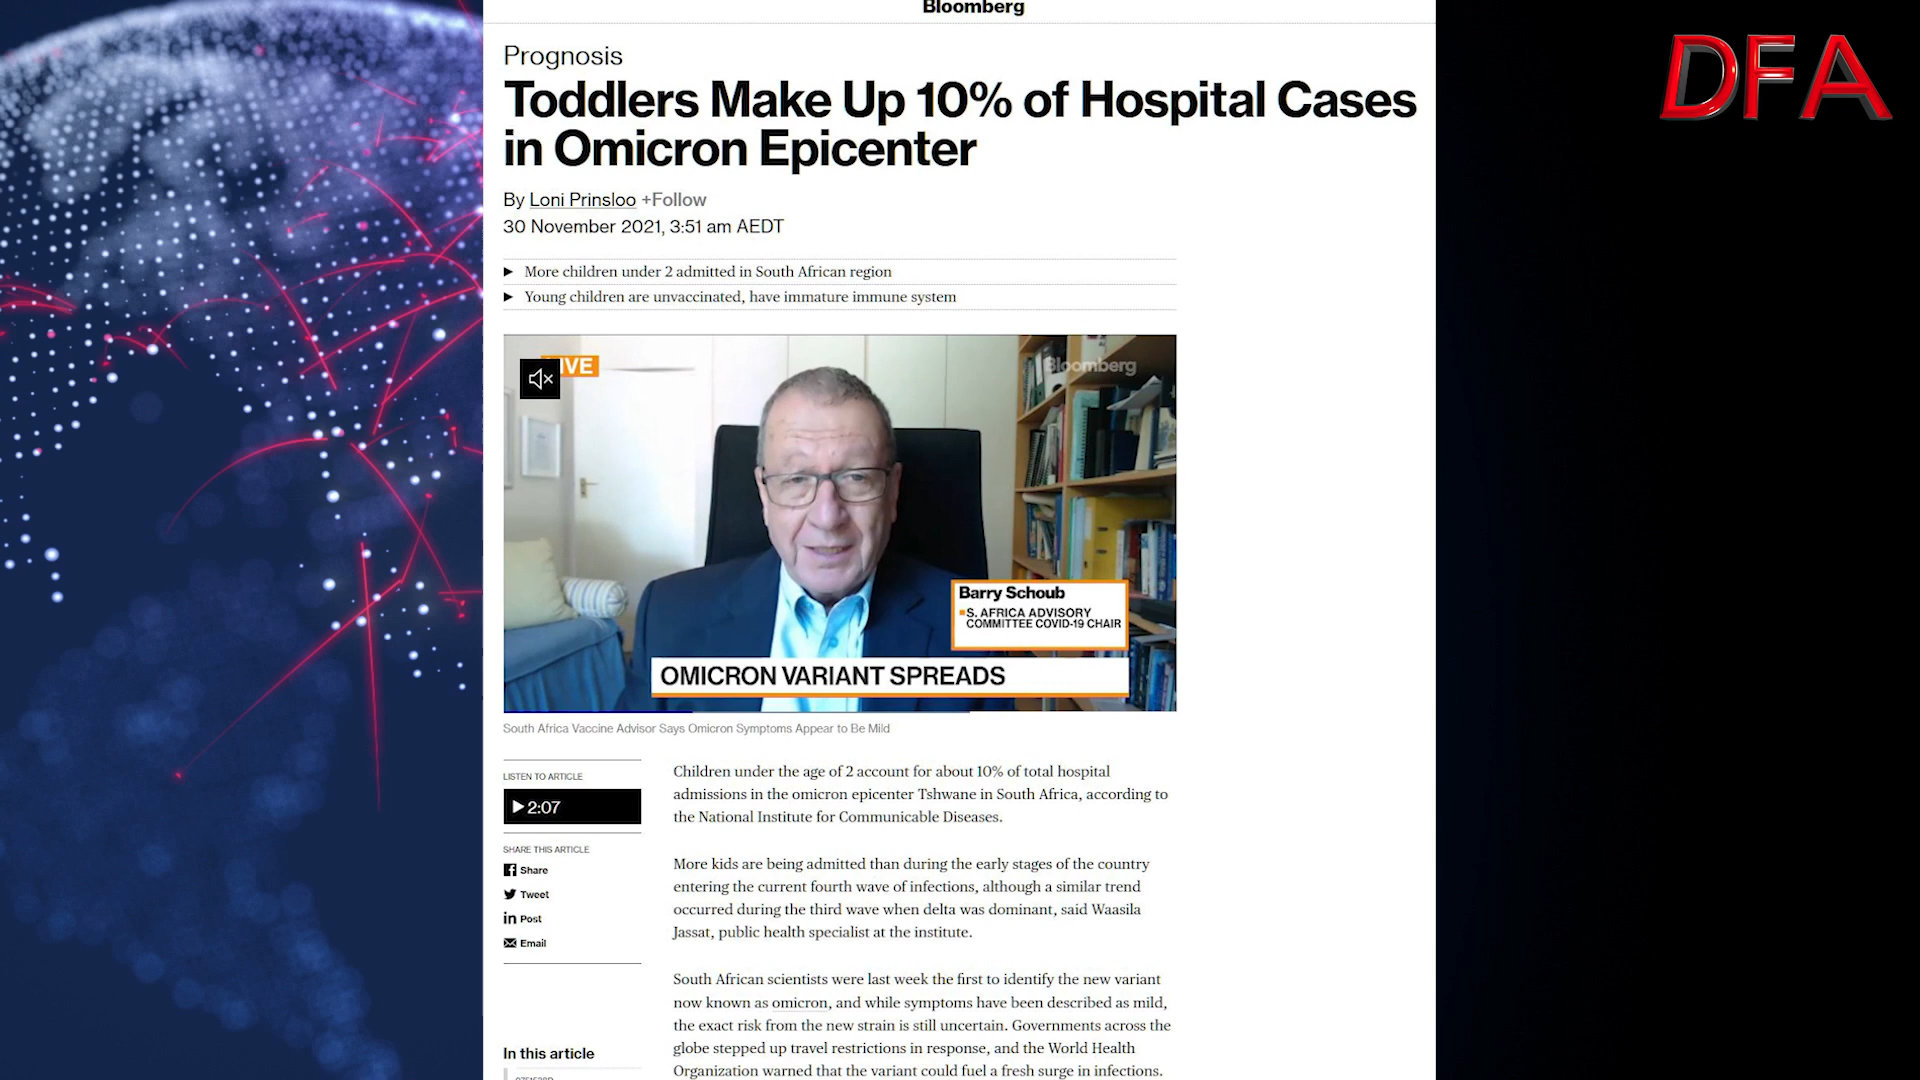 Bloomberg
DFA
Prognosis
Toddlers Make Up 10% of Hospital Cases
in Omicron Epicenter
By Loni Prinsloo +Follow
30 November 2021, 3:51 am AEDT
More children under 2 admitted in South African region
Young children are unvaccinated, have immature immune system
IVE
Bloomberg
Barry Schoub
S. AFRICA ADVISORY
COMMITTEE COVID-19 CHAIR
OMICRON VARIANT SPREADS
South Africa Vaccine Advisor Says Omicron Symptoms Appear to Be Mild
LISTEN TO ARTICLE
2:07
SHARE THIS ARTICLE
Share
Tweet
in Post
Email
In this article
Children under the age of 2 account for about 10% of total hospital
admissions in the omicron epicenter Tshwane in South Africa, according to
the National Institute for Communicable Diseases.
More kids are being admitted than during the early stages of the country
entering the current fourth wave of infections, although a similar trend
occurred during the third wave when delta was dominant, said Waasila
Jassat, public health specialist at the institute.
South African scientists were last week the first to identify the new variant
now known as omicron, and while symptoms have been described as mild,
the exact risk from the new strain is still uncertain. Governments across the
globe stepped up travel restrictions in response, and the World Health
Organization warned that the variant could fuel a fresh surge in infections.